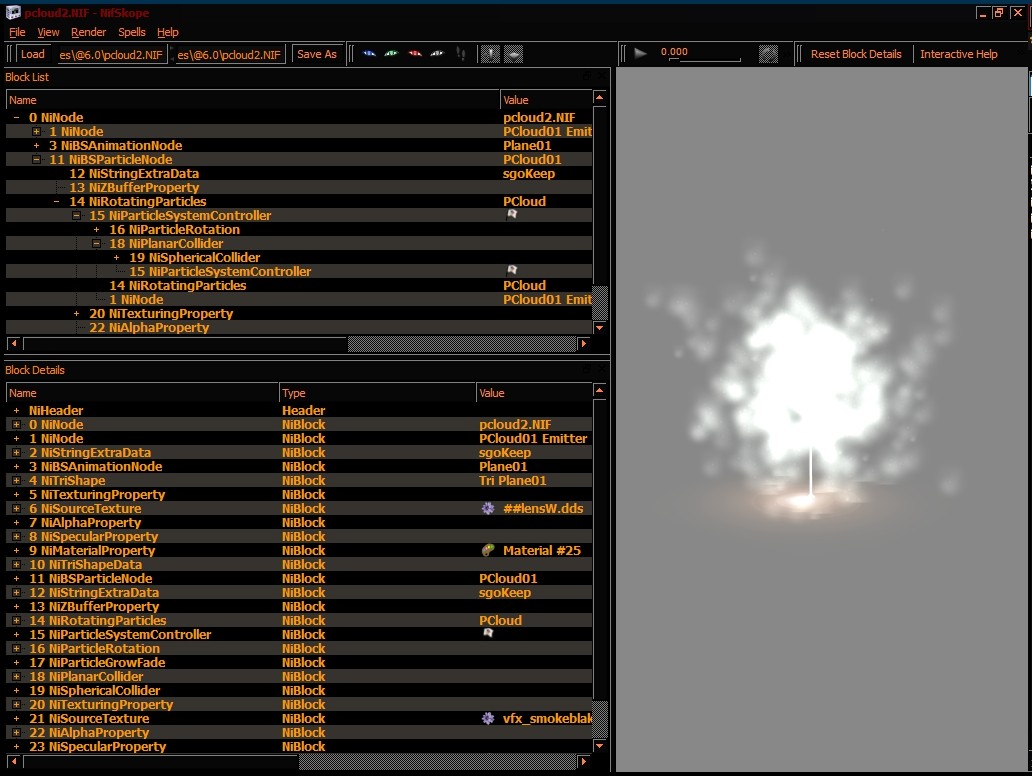 pcloud2.NIF - NifSkope
File View Render Spells Help
Load es\@6.0\pcloud2.NIF es\@6.0\pcloud2.NIF Save As 0.000 Reset Block Details Interactive Help
Block List
Name Value
0 NiNode pcloud2.NIF
1 NiNode PCloud01 Emit
3 NiBSAnimationNode Plane01
11 NiBSParticleNode PCloud01
12 NiStringExtraData sgoKeep
13 NiZBufferProperty
14 NiRotatingParticles PCloud
15 NiParticleSystemController
16 NiParticleRotation
18 NiPlanarCollider
19 NiSphericalCollider
15 NiParticleSystemController
14 NiRotatingParticles PCloud
1 NiNode PCloud01 Emit
20 NiTexturingProperty
22 NiAlphaProperty
Block Details
Name Type Value
NiHeader Header
0 NiNode NiBlock pcloud2.NIF
1 NiNode NiBlock PCloud01 Emitter
2 NiStringExtraData NiBlock sgoKeep
3 NiBSAnimationNode NiBlock Plane01
4 NiTriShape NiBlock Tri Plane01
5 NiTexturingProperty NiBlock
6 NiSourceTexture NiBlock ##lensW.dds
7 NiAlphaProperty NiBlock
8 NiSpecularProperty NiBlock
9 NiMaterialProperty NiBlock Material #25
10 NiTriShapeData NiBlock
11 NiBSParticleNode NiBlock PCloud01
12 NiStringExtraData NiBlock sgoKeep
13 NiZBufferProperty NiBlock
14 NiRotatingParticles NiBlock PCloud
15 NiParticleSystemController NiBlock
16 NiParticleRotation NiBlock
17 NiParticleGrowFade NiBlock
18 NiPlanarCollider NiBlock
19 NiSphericalCollider NiBlock
20 NiTexturingProperty NiBlock
21 NiSourceTexture NiBlock vfx_smokeblak
22 NiAlphaProperty NiBlock
23 NiSpecularProperty NiBlock